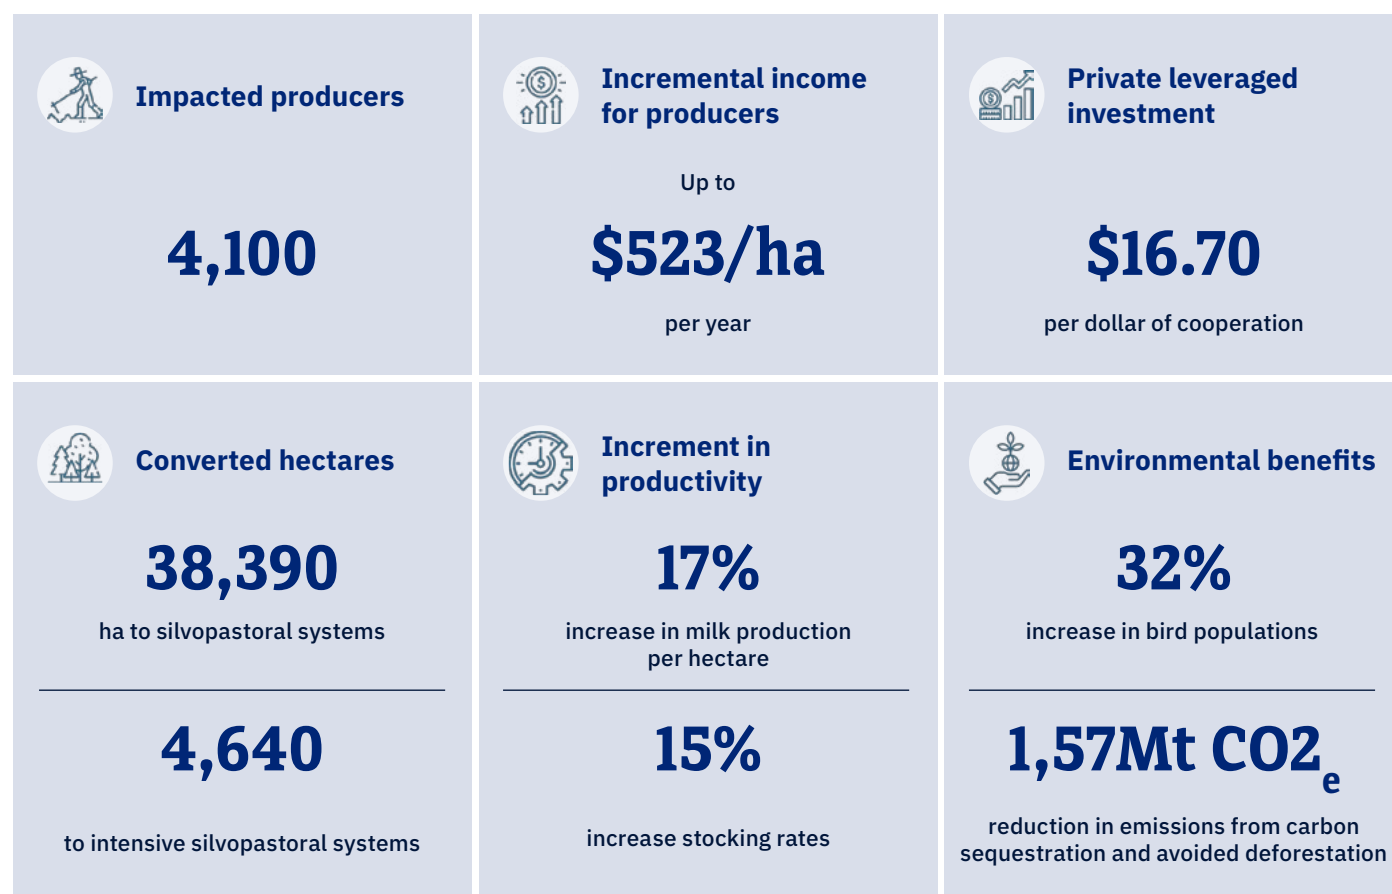 Impacted producers
4,100
Incremental income
for producers
Up to
$523/ha
per year
Private leveraged
investment
$16.70
per dollar of cooperation
Converted hectares
38,390
ha to silvopastoral systems
4,640
to intensive silvopastoral systems
Increment in
productivity
17%
increase in milk production
per hectare
15%
increase stocking rates
Environmental benefits
32%
increase in bird populations
1,57Mt CO2e
reduction in emissions from carbon
sequestration and avoided deforestation